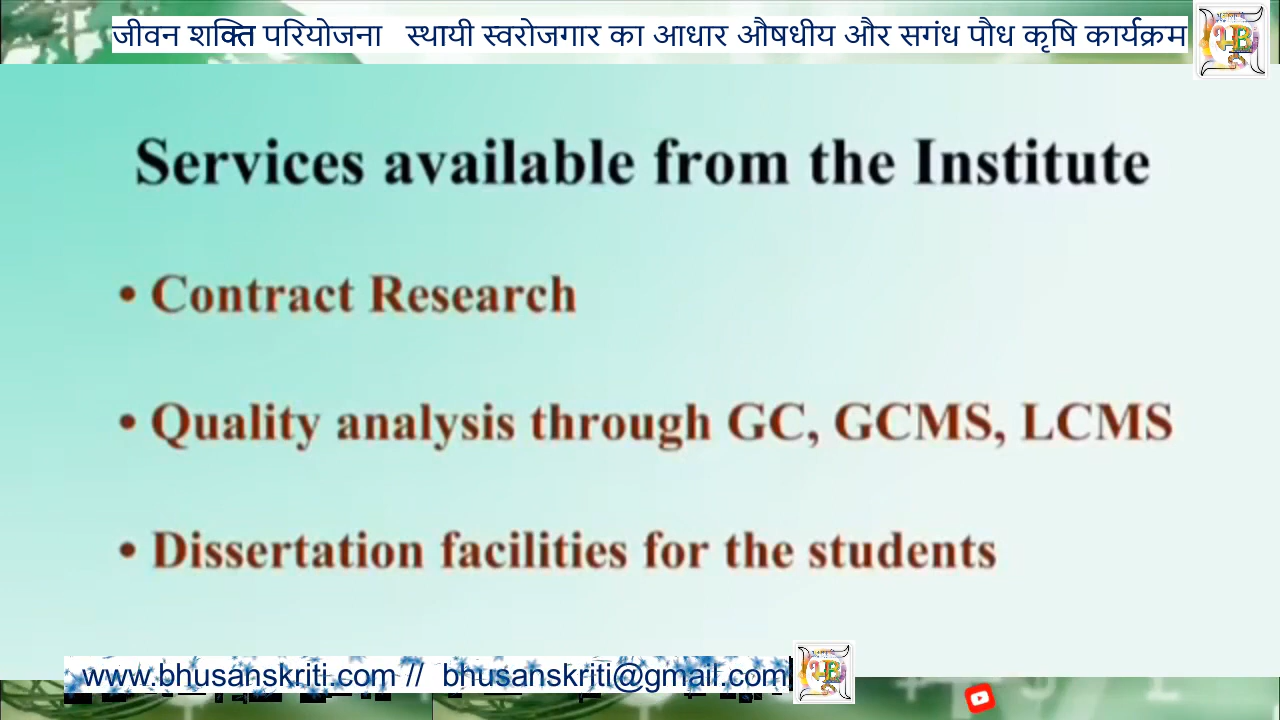 जीवन शक्ति परियोजना स्थायी स्वरोजगार का आधार औषधीय और सगंध पौध कृषि कार्यक्रम
Services available from the Institute
• Contract Research
• Quality analysis through GC, GCMS, LCMS
• Dissertation facilities for the students
www.bhusanskriti.com // bhusanskriti@gmail.com